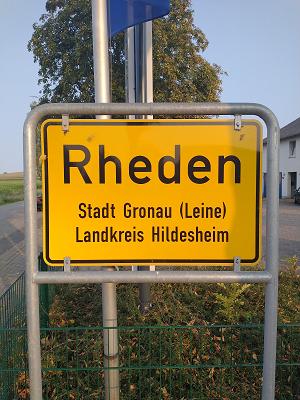 Rheden
Stadt Gronau (Leine)
Landkreis Hildesheim